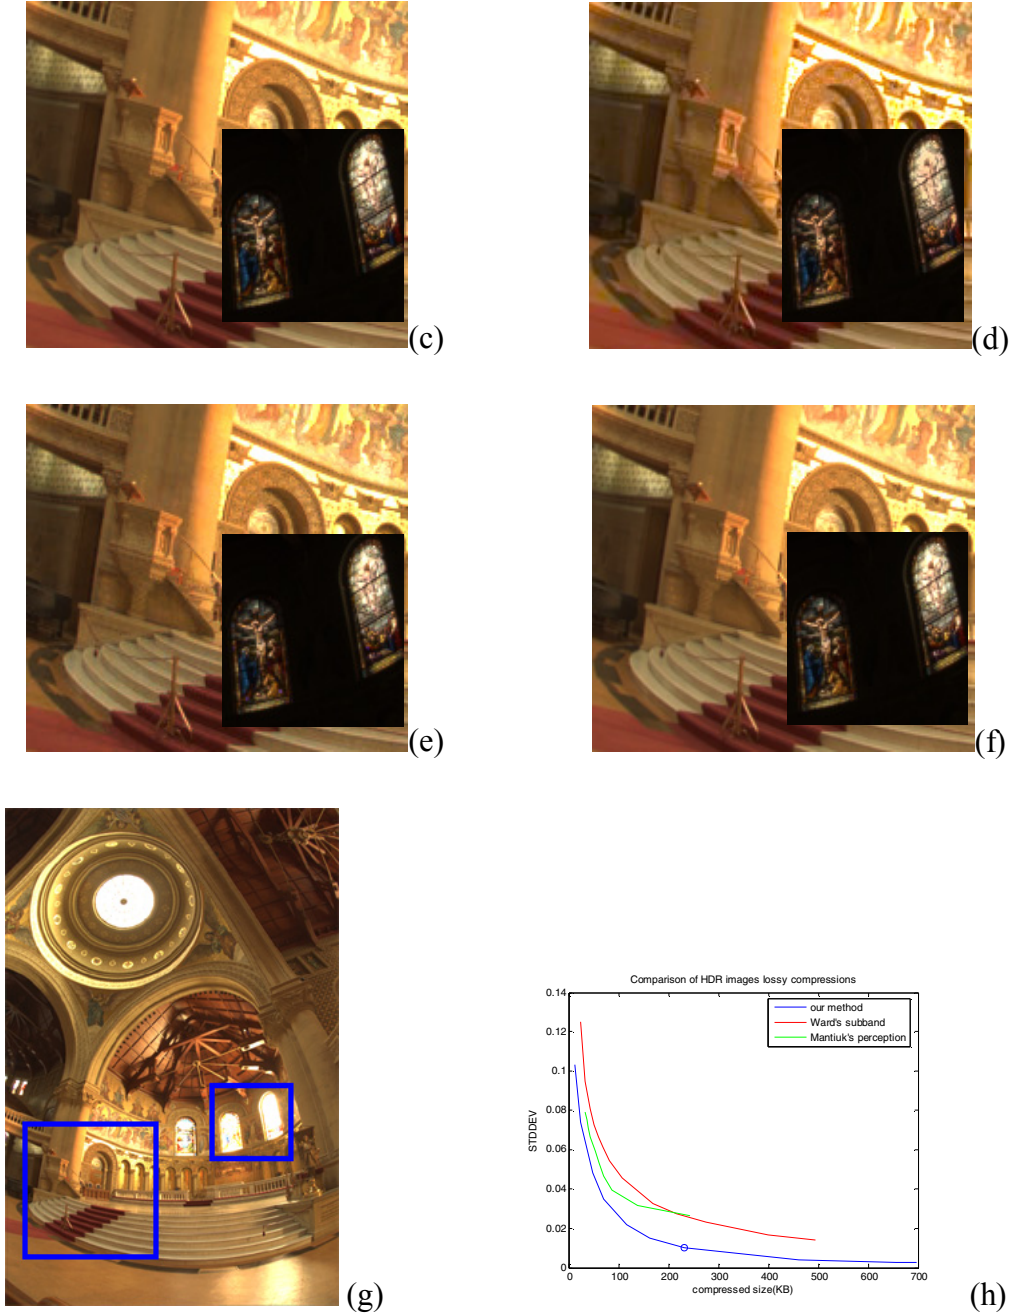 (c)
(d)
(e)
(f)
(g)
Comparison of HDR images lossy compressions
0.14
0.12
0.1
0.08
0.06
0.04
0.02
0
STDDEV
our method
Ward's subband
Mantiuk's perception
0 100 200 300 400 500 600 700
compressed size(KB)
(h)